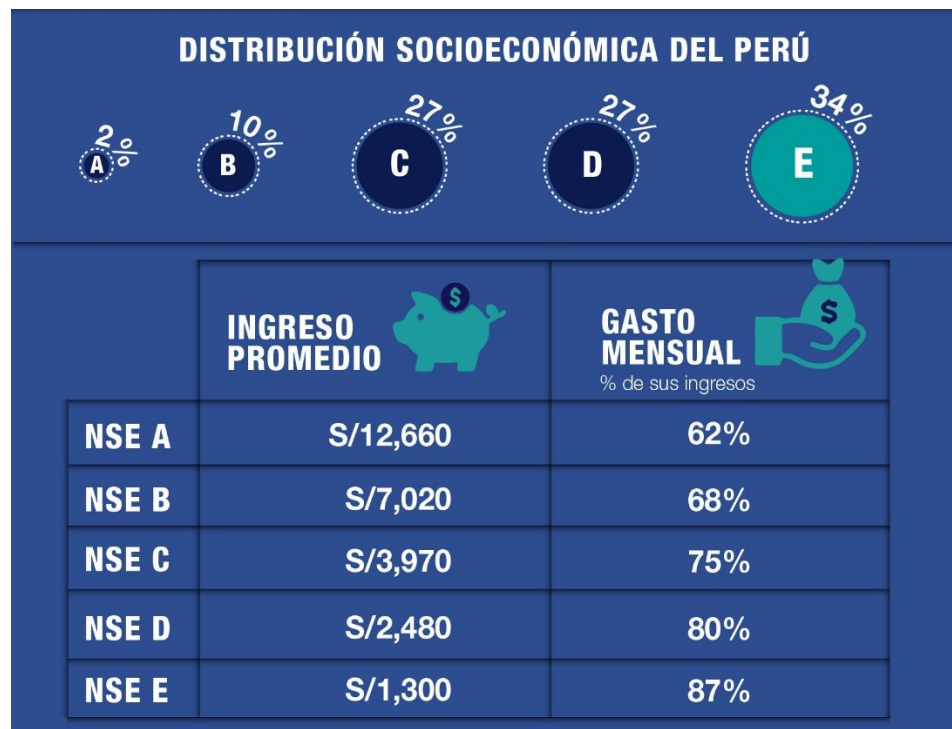 DISTRIBUCIÓN SOCIOECONÓMICA DEL PERÚ
2% 10% 27% 27% 34%
A B C D E
INGRESO PROMEDIO $
GASTO MENSUAL $
% de sus ingresos
NSE A S/12,660 62%
NSE B S/7,020 68%
NSE C S/3,970 75%
NSE D S/2,480 80%
NSE E S/1,300 87%